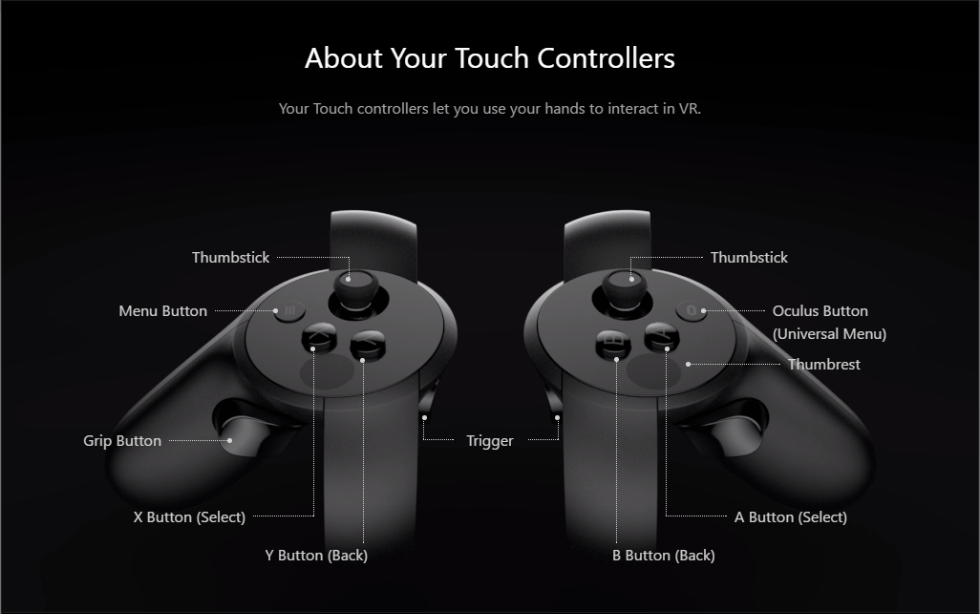 About Your Touch Controllers
Your Touch controllers let you use your hands to interact in VR.
Thumbstick
Thumbstick
Menu Button
Oculus Button
(Universal Menu)
Thumbrest
X
Y
B
A
Grip Button
Trigger
X Button (Select)
A Button (Select)
Y Button (Back)
B Button (Back)